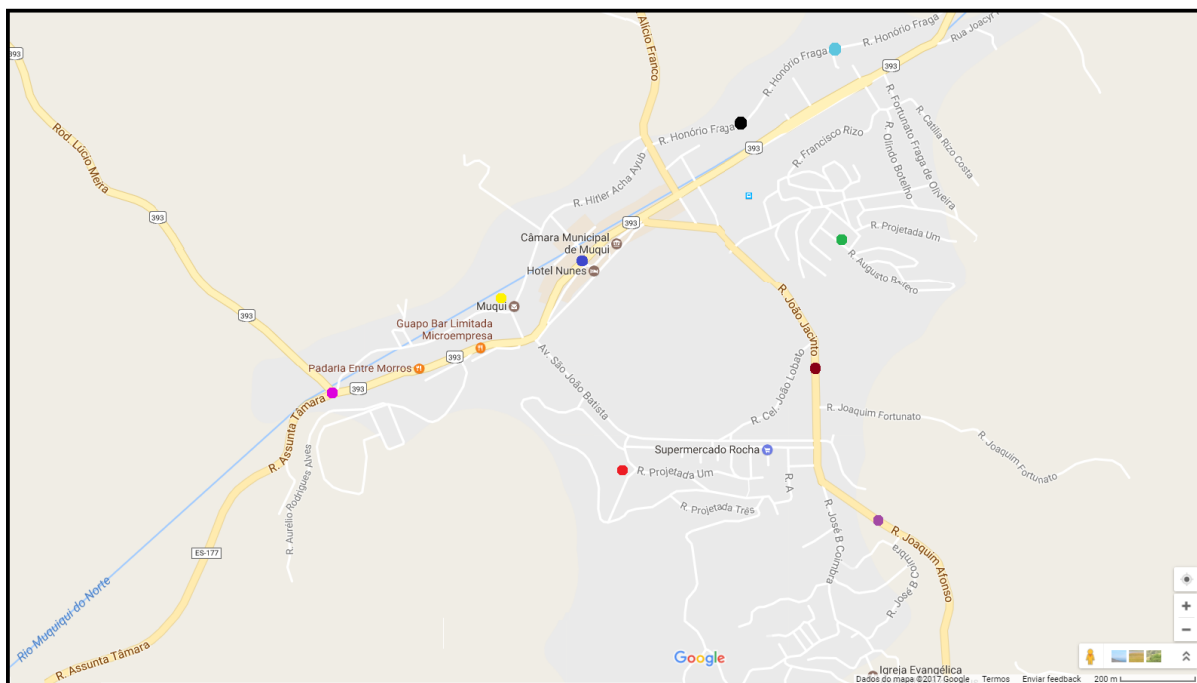 R. Honório Fraga
Rua Joacyr
393
Alício Franco
R. Honório Fraga
393
Rod. Lúcio Meira
R. Honório Fraga
R. Francisco Rizo
R. Catilia Rizo Costa
R. Fortunato Fraga de Oliveira
R. Olindo Botelho
393
R. Hitler Acha Ayub
393
393
R. Projetada Um
Câmara Municipal
de Muqui
Hotel Nunes
R. Augusto
Muqui
393
R. João Jacinto
Guapo Bar Limitada
Microempresa
393
Padaria Entre Morros
393
Av. São João Batista
R. Cel. João Lobato
R. Assunta Tâmara
R. Joaquim Fortunato
R. Joaquim Fortunato
Supermercado Rocha
R. Projetada Um
R. A
R. Aurélio Rodrigues Alves
R. Projetada Três
R. José B Coimbra
R. Joaquim Afonso
ES-177
R. José B Coimbra
Rio Muquiqui do Norte
R. Assunta Tâmara
Google
Igreja Evangélica
Dados do mapa ©2017 Google Termos Enviar feedback 200 m